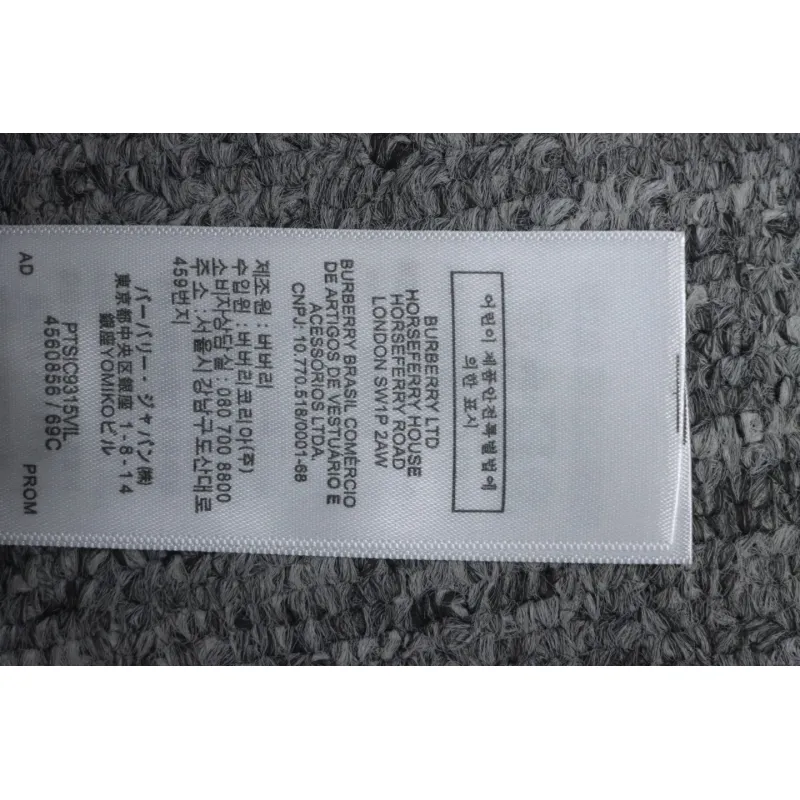 어린이 제품안전특별법에
의한 표시
BURBERRY LTD
HORSEFERRY HOUSE
HORSEFERRY ROAD
LONDON SW1P 2AW
BURBERRY BRASIL COMÉRCIO
DE ARTIGOS DE VESTUÁRIO E
ACESSÓRIOS LTDA.
CNPJ: 10.770.518/0001-68
제조원 : 버버리
수입원 : 버버리코리아(주)
소비자상담실 : 080 700 8800
주소 : 서울시 강남구 도산대로
459번지
バーバリー・ジャパン㈱
東京都中央区銀座 1-8-14
銀座YOMIKOビル
PTSIC9315VIL
4560856 / 69C
AD PROM